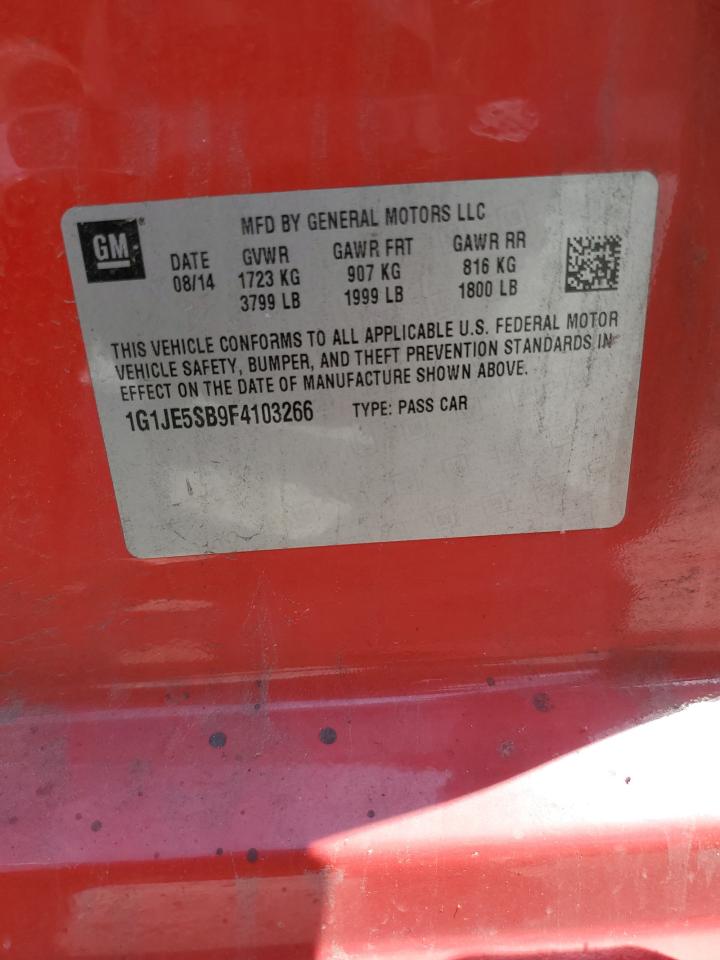 GM® MFD BY GENERAL MOTORS LLC
DATE GVWR GAWR FRT GAWR RR
08/14 1723 KG 907 KG 816 KG
3799 LB 1999 LB 1800 LB
THIS VEHICLE CONFORMS TO ALL APPLICABLE U.S. FEDERAL MOTOR
VEHICLE SAFETY, BUMPER, AND THEFT PREVENTION STANDARDS IN
EFFECT ON THE DATE OF MANUFACTURE SHOWN ABOVE.
1G1JE5SB9F4103266 TYPE: PASS CAR